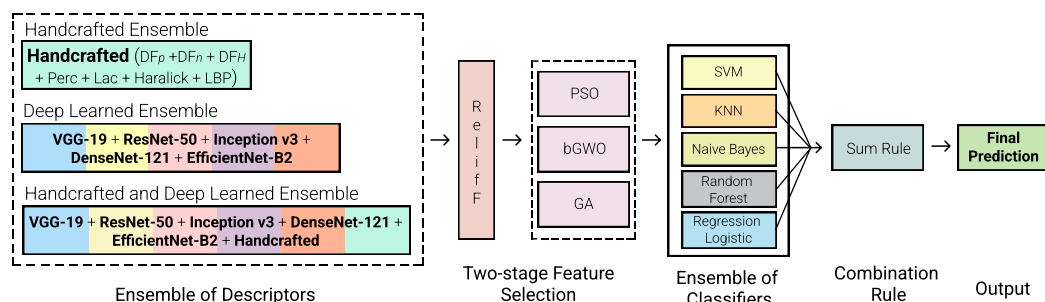 Handcrafted Ensemble
Handcrafted (DFp +DFn + DFH
+ Perc + Lac + Haralick + LBP)
Deep Learned Ensemble
VGG-19 + ResNet-50 + Inception v3 +
DenseNet-121 + EfficientNet-B2
Handcrafted and Deep Learned Ensemble
VGG-19 + ResNet-50 + Inception v3 + DenseNet-121 +
EfficientNet-B2 + Handcrafted
Ensemble of Descriptors
R
e
l
i
f
F
PSO
bGWO
GA
Two-stage Feature
Selection
SVM
KNN
Naive Bayes
Random
Forest
Regression
Logistic
Ensemble of
Classifiers
Sum Rule
Combination
Rule
Final
Prediction
Output